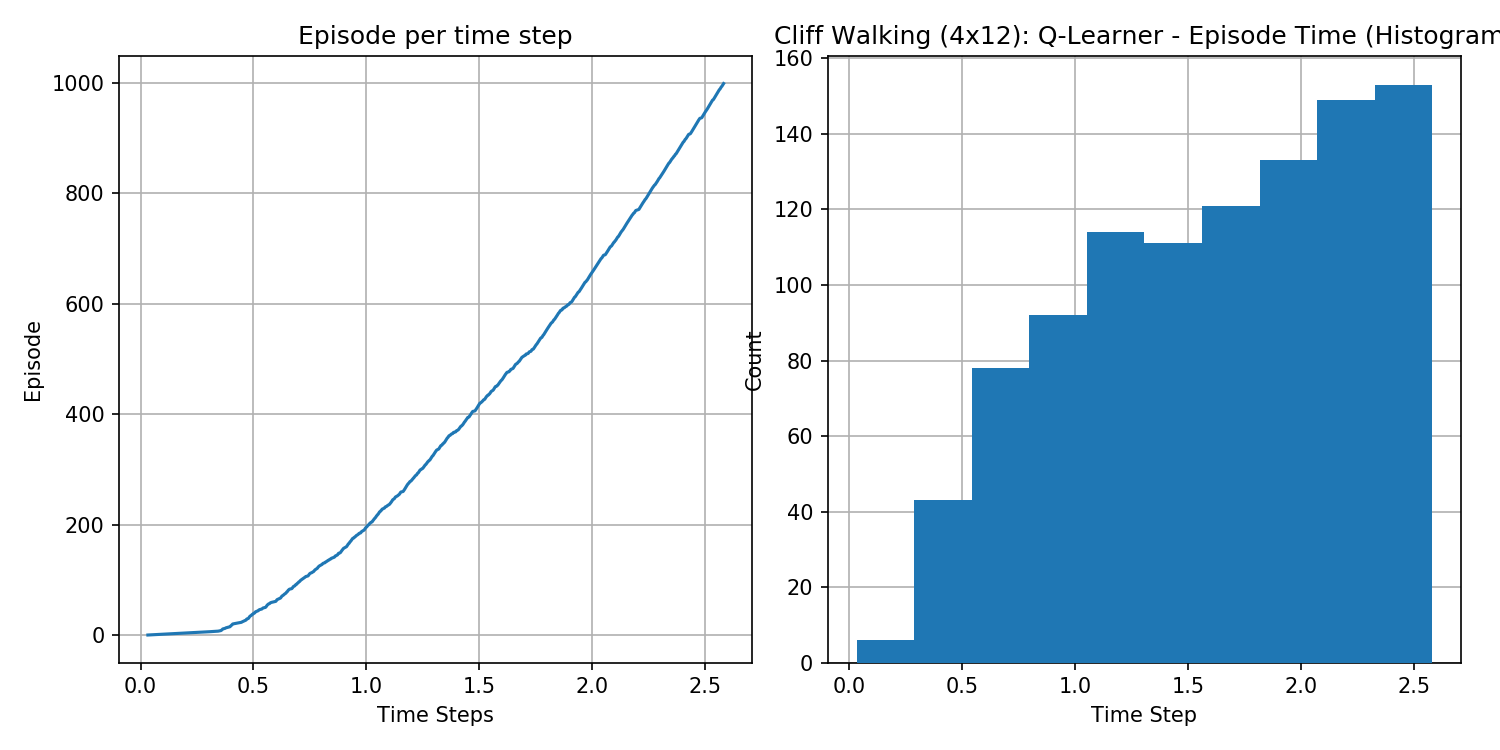 Episode per time step
1000
800
600
400
200
0
Episode
0.0 0.5 1.0 1.5 2.0 2.5
Time Steps
Cliff Walking (4x12): Q-Learner - Episode Time (Histogram
160
140
120
100
80
60
40
20
0
Count
0.0 0.5 1.0 1.5 2.0 2.5
Time Step